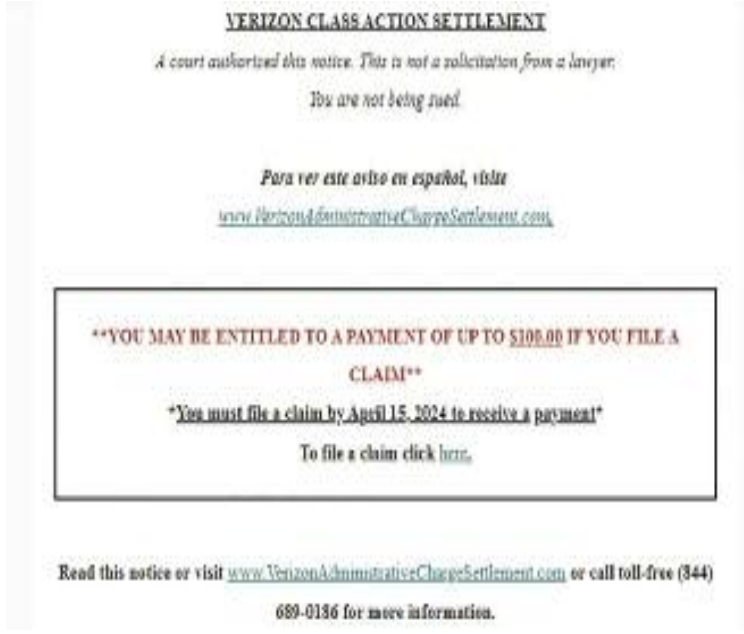 VERIZON CLASS ACTION SETTLEMENT
A court authorized this notice. This is not a solicitation from a lawyer.
You are not being sued.
Para ver este aviso en español, visite
www.VerizonAdministrativeChargeSettlement.com.
**YOU MAY BE ENTITLED TO A PAYMENT OF UP TO $100.00 IF YOU FILE A
CLAIM**
*You must file a claim by April 15, 2024 to receive a payment*
To file a claim click here.
Read this notice or visit www.VerizonAdministrativeChargeSettlement.com or call toll-free (844)
689-0186 for more information.